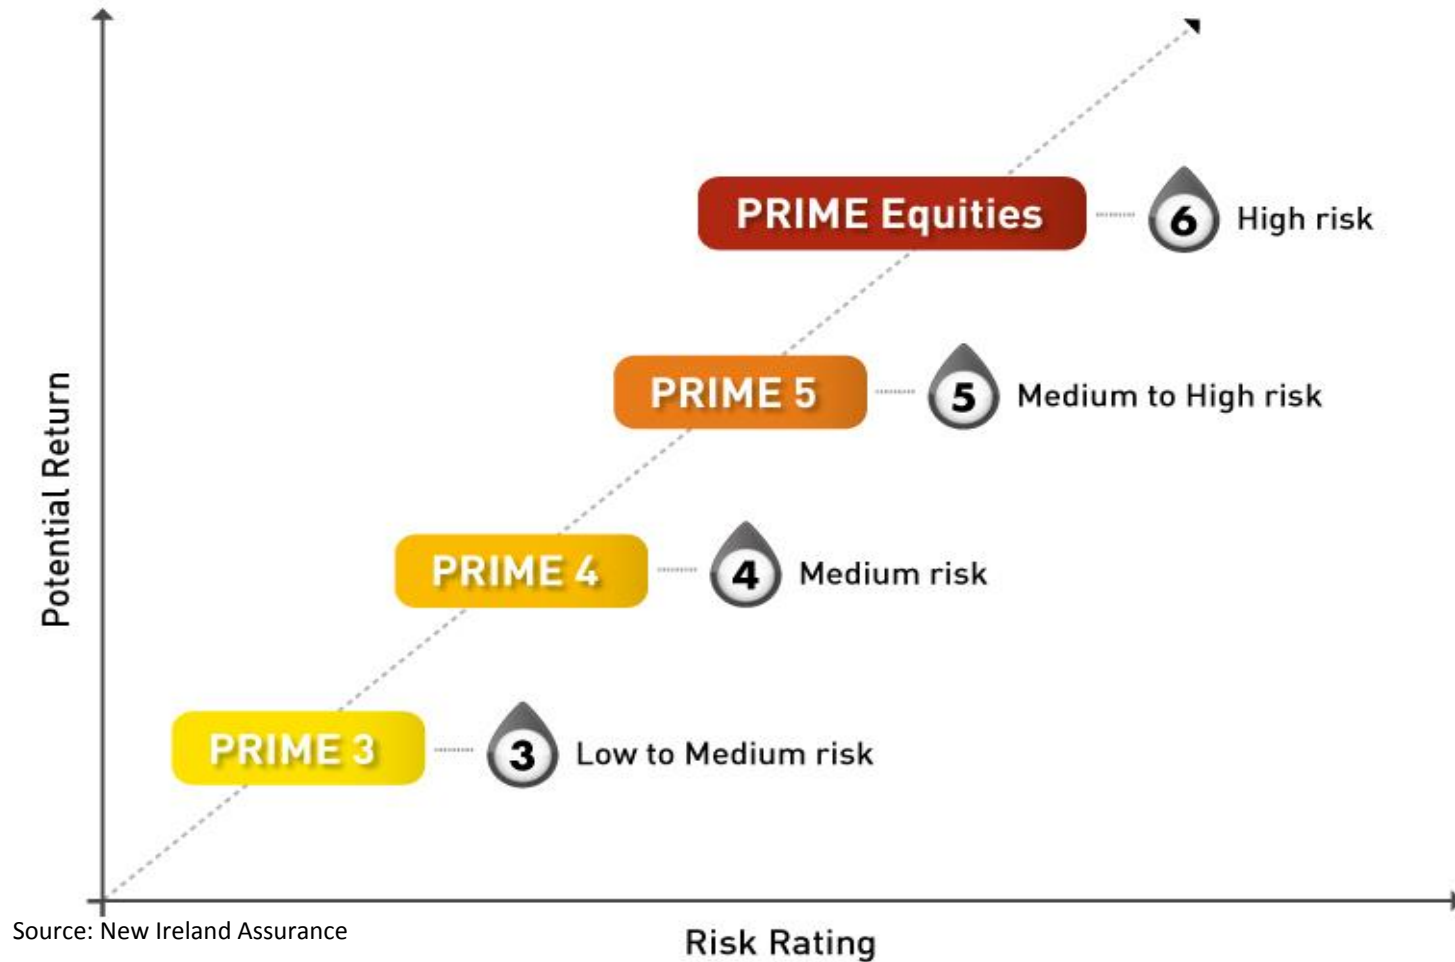 PRIME Equities
6
High risk
PRIME 5
5
Medium to High risk
PRIME 4
4
Medium risk
PRIME 3
3
Low to Medium risk
Potential Return
Source: New Ireland Assurance
Risk Rating